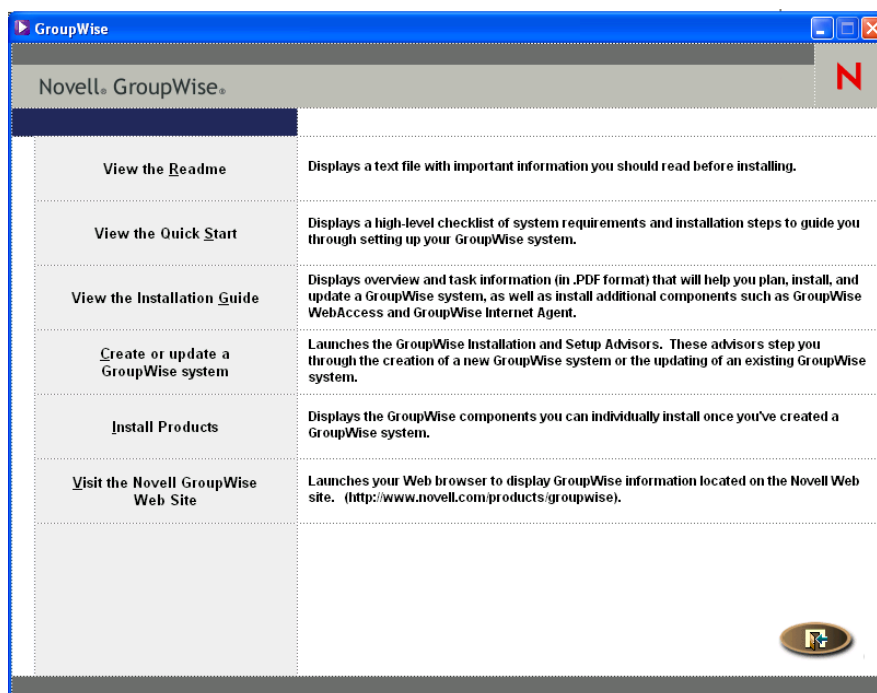 GroupWise
Novell® GroupWise®
N
View the Readme
Displays a text file with important information you should read before installing.
View the Quick Start
Displays a high-level checklist of system requirements and installation steps to guide you
through setting up your GroupWise system.
View the Installation Guide
Displays overview and task information (in .PDF format) that will help you plan, install, and
update a GroupWise system, as well as install additional components such as GroupWise
WebAccess and GroupWise Internet Agent.
Create or update a
GroupWise system
Launches the GroupWise Installation and Setup Advisors.  These advisors step you
through the creation of a new GroupWise system or the updating of an existing GroupWise
system.
Install Products
Displays the GroupWise components you can individually install once you've created a
GroupWise system.
Visit the Novell GroupWise
Web Site
Launches your Web browser to display GroupWise information located on the Novell Web
site.   (http://www.novell.com/products/groupwise).